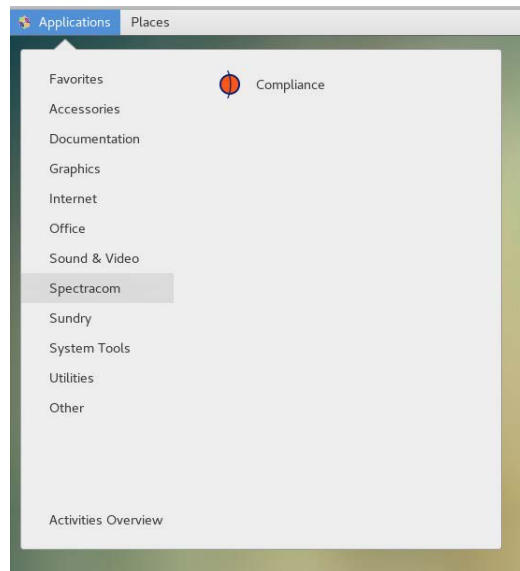 Applications Places
Favorites
Compliance
Accessories
Documentation
Graphics
Internet
Office
Sound & Video
Spectracom
Sundry
System Tools
Utilities
Other
Activities Overview